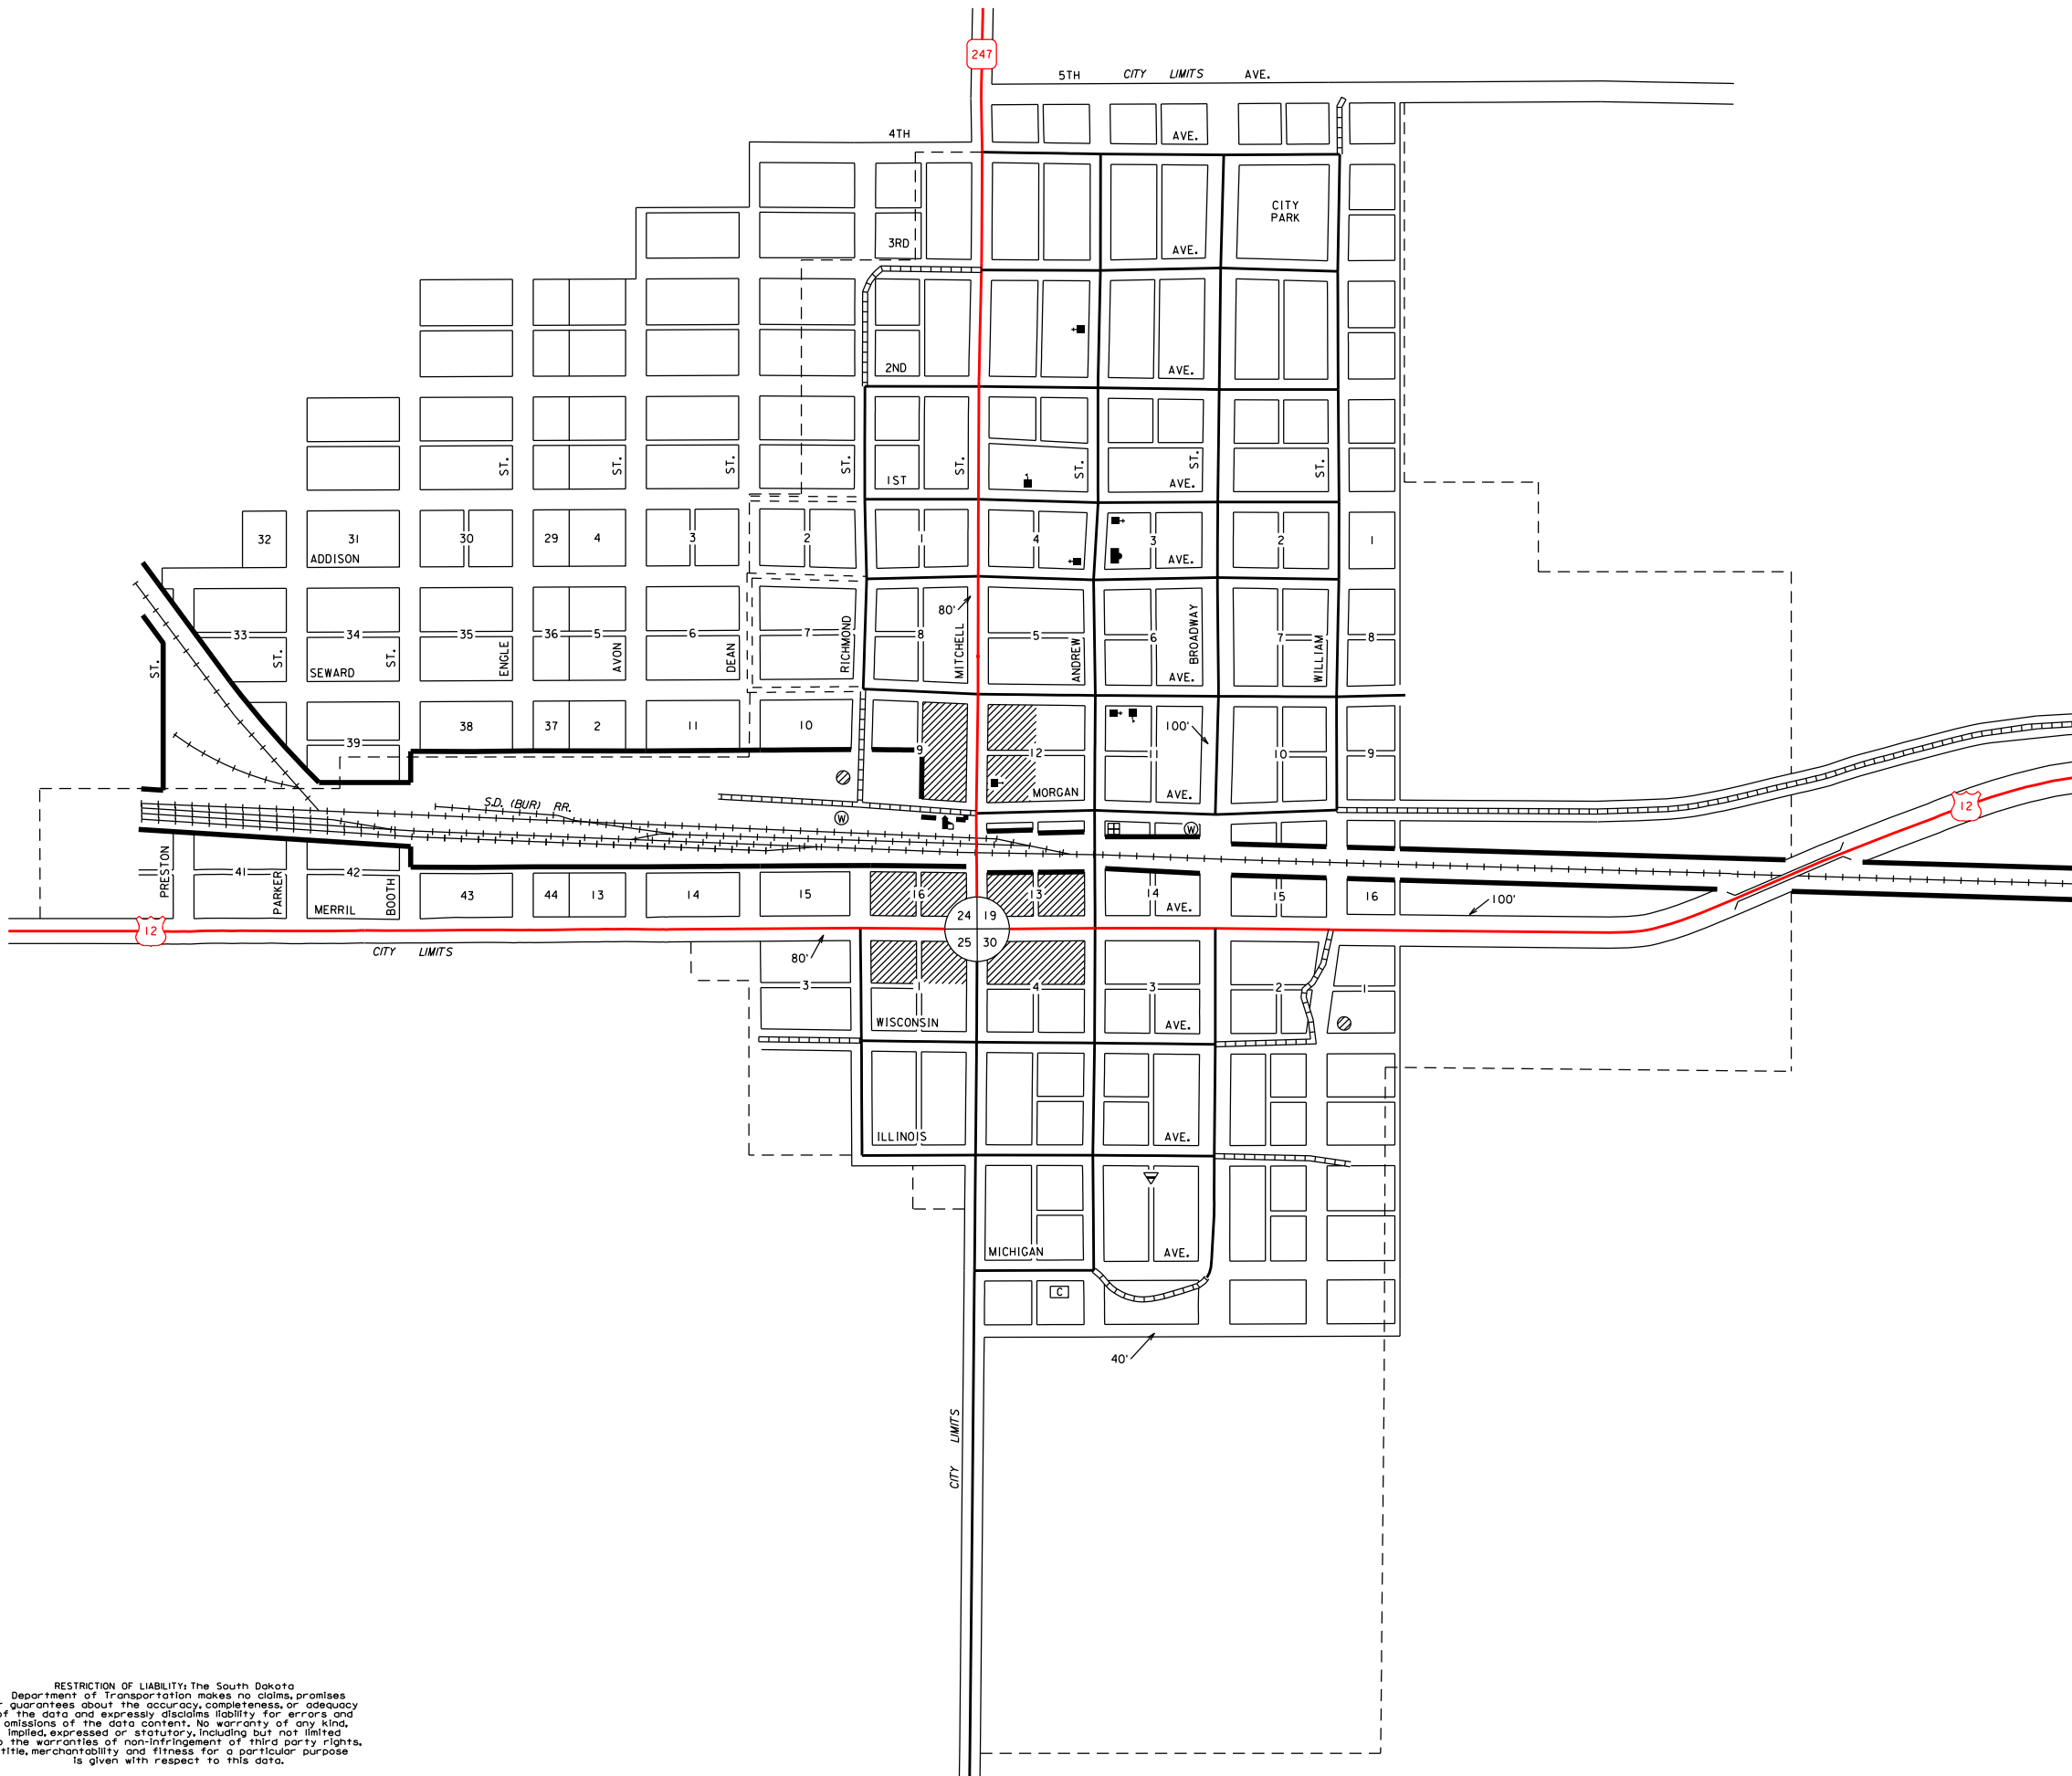 247
5TH CITY LIMITS AVE.
4TH AVE.
CITY
PARK
3RD AVE.
2ND AVE.
ST. ST. ST. ST. ST. ST. ST. ST.
1ST AVE.
32 31 30 29 4 3 2 1 4 3 2 1
ADDISON AVE.
80'
33 34 35 36 5 6 7 8 5 6 7 8
ST. ST. ST. ENGLE AVON DEAN RICHMOND MITCHELL ANDREW BROADWAY WILLIAM
SEWARD AVE.
38 37 2 11 10 100'
39 9 12 11 10 9
MORGAN AVE.
S.D. (BUR) RR.
12
W W
PRESTON 41 PARKER 42 BOOTH
43 44 13 14 15 16 13 14 15 16
MERRIL AVE. 100'
24 19
12
25 30
CITY LIMITS
80'
3 1 4 3 2 1
WISCONSIN AVE.
ILLINOIS AVE.
MICHIGAN AVE.
C
40'
CITY LIMITS
RESTRICTION OF LIABILITY: The South Dakota
Department of Transportation makes no claims, promises
guarantees about the accuracy, completeness, or adequacy
of the data and expressly disclaims liability for errors and
omissions of the data content. No warranty of any kind,
implied, expressed or statutory, including but not limited
the warranties of non-infringement of third party rights,
title, merchantability and fitness for a particular purpose
is given with respect to this data.